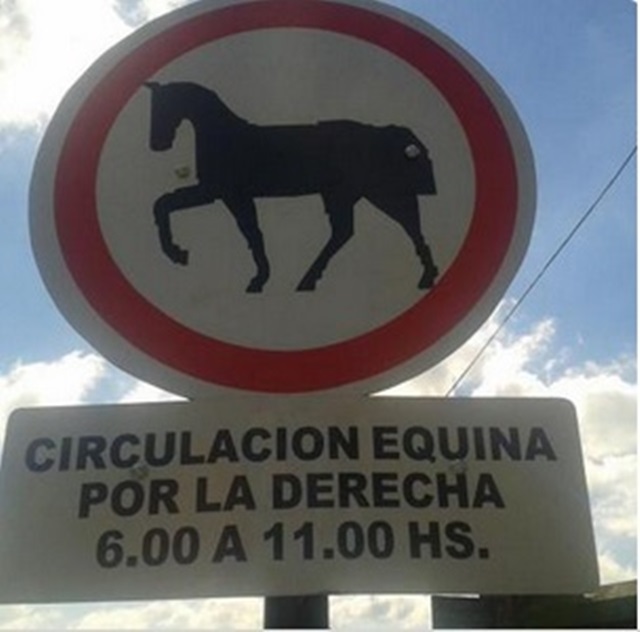 CIRCULACION EQUINA
POR LA DERECHA
6.00 A 11.00 HS.